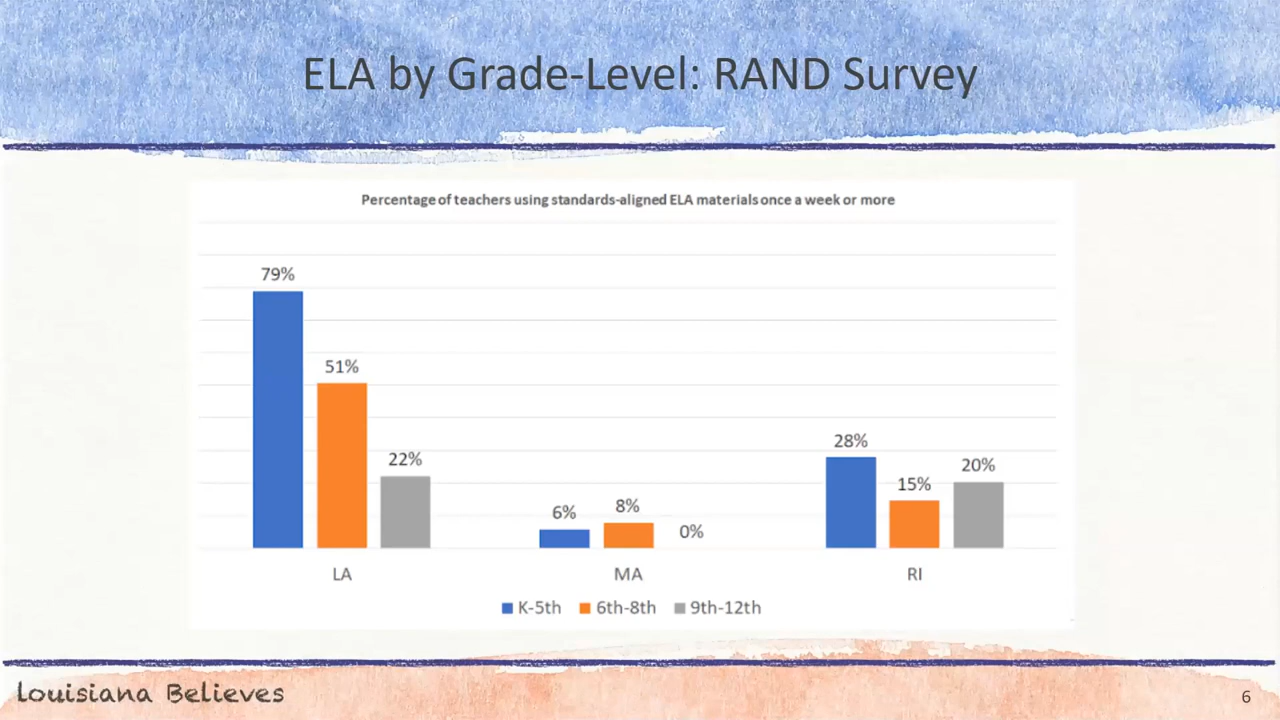 ELA by Grade-Level: RAND Survey
Percentage of teachers using standards-aligned ELA materials once a week or more
79%
51%
22%
6%
8%
0%
28%
15%
20%
LA
MA
RI
K-5th
6th-8th
9th-12th
Louisiana Believes
6